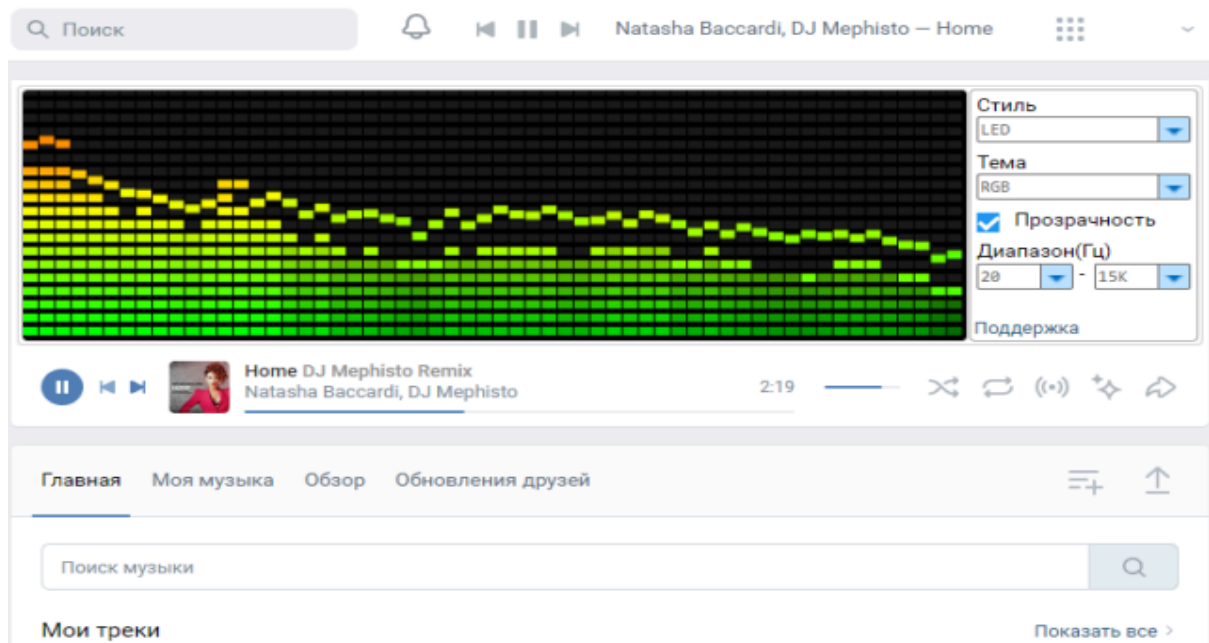 Поиск
Natasha Baccardi, DJ Mephisto — Home
Стиль
LED
Тема
RGB
Прозрачность
Диапазон(Гц)
20 - 15K
Поддержка
Home DJ Mephisto Remix
Natasha Baccardi, DJ Mephisto
2:19
Главная Моя музыка Обзор Обновления друзей
Поиск музыки
Мои треки
Показать все